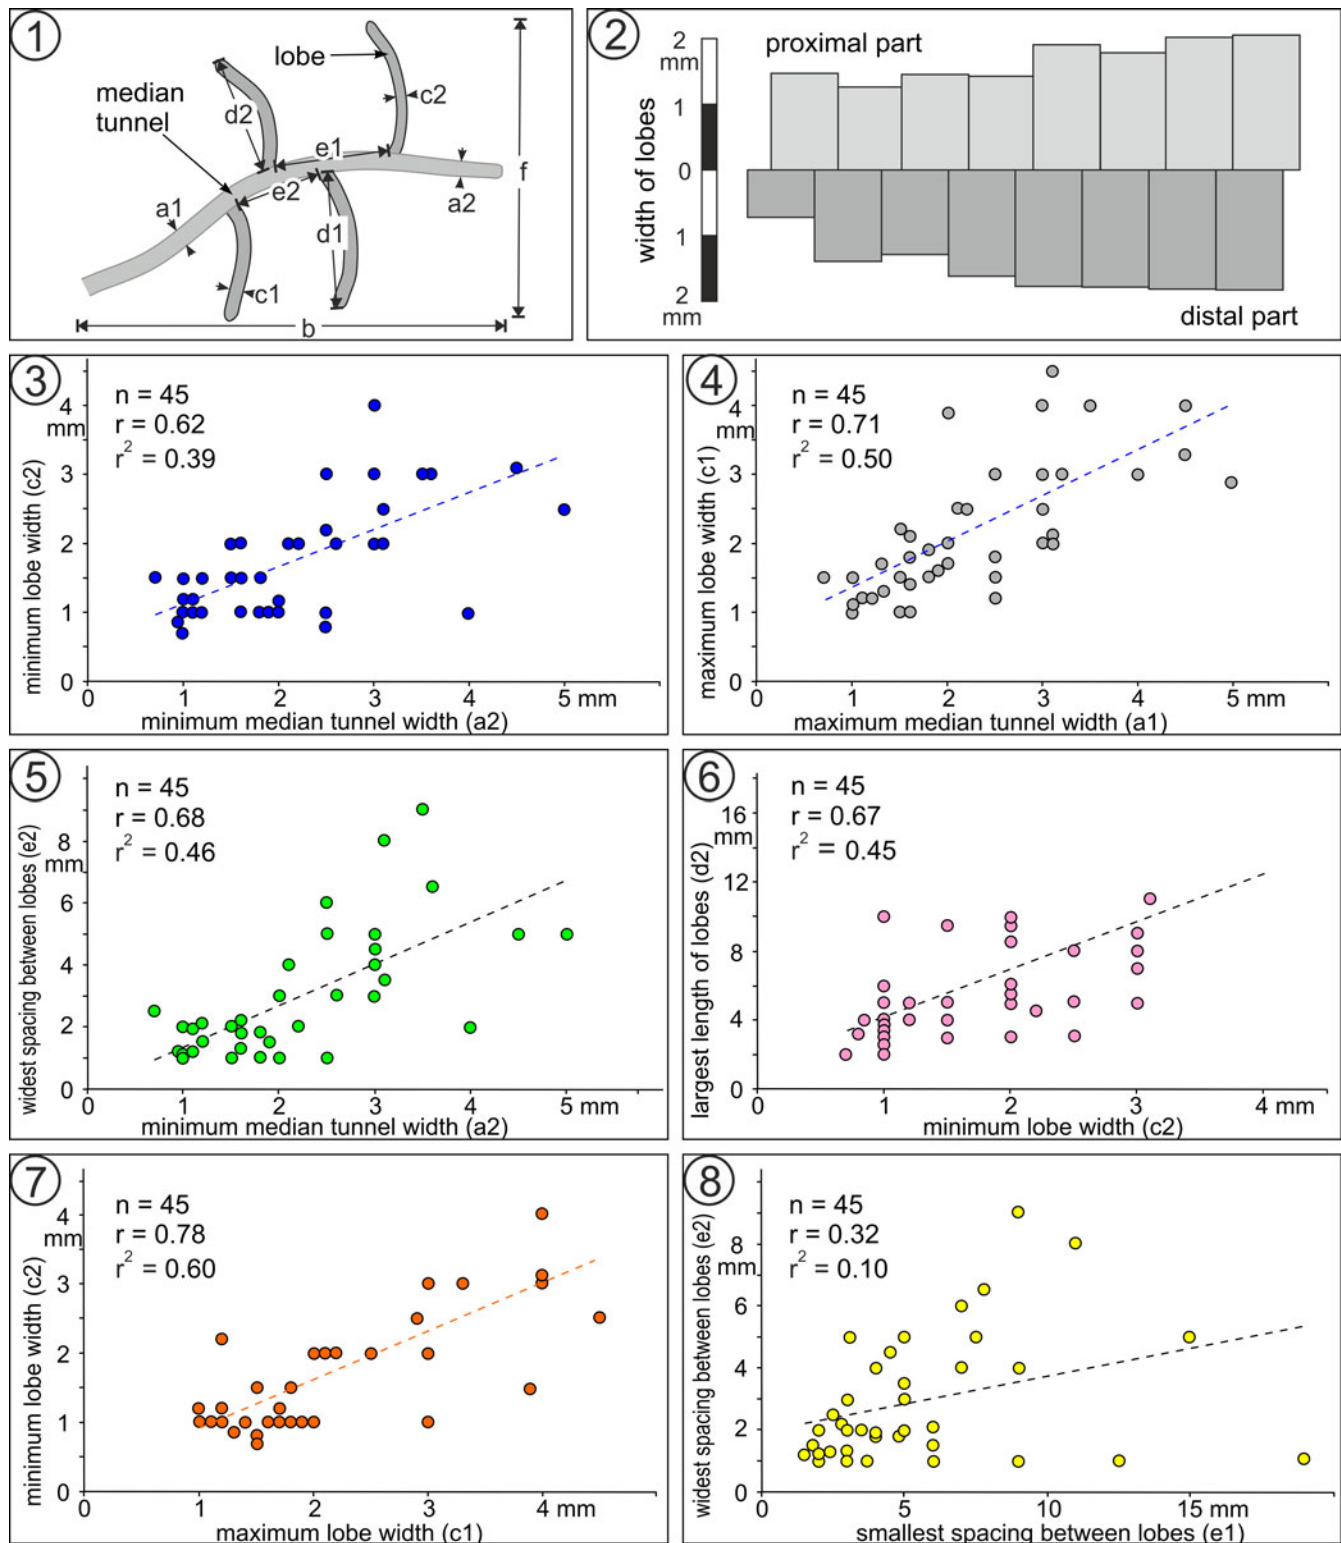 1
lobe
median
tunnel
d2
c2
e1
e2
f
a1
a2
d1
c1
b
2
proximal part
width of lobes
2
mm
1
0
1
2
mm
distal part
3
n = 45
r = 0.62
r2 = 0.39
4
mm
3
2
1
0
minimum lobe width (c2)
0 1 2 3 4 5 mm
minimum median tunnel width (a2)
4
n = 45
r = 0.71
r2 = 0.50
4
mm
3
2
1
0
maximum lobe width (c1)
0 1 2 3 4 5 mm
maximum median tunnel width (a1)
5
n = 45
r = 0.68
r2 = 0.46
8
mm
6
4
2
0
widest spacing between lobes (e2)
0 1 2 3 4 5 mm
minimum median tunnel width (a2)
6
n = 45
r = 0.67
r2 = 0.45
16
mm
12
8
4
0
largest length of lobes (d2)
0 1 2 3 4 mm
minimum lobe width (c2)
7
n = 45
r = 0.78
r2 = 0.60
4
mm
3
2
1
0
minimum lobe width (c2)
1 2 3 4 mm
maximum lobe width (c1)
8
n = 45
r = 0.32
r2 = 0.10
8
mm
6
4
2
0
widest spacing between lobes (e2)
0 5 10 15 mm
smallest spacing between lobes (e1)